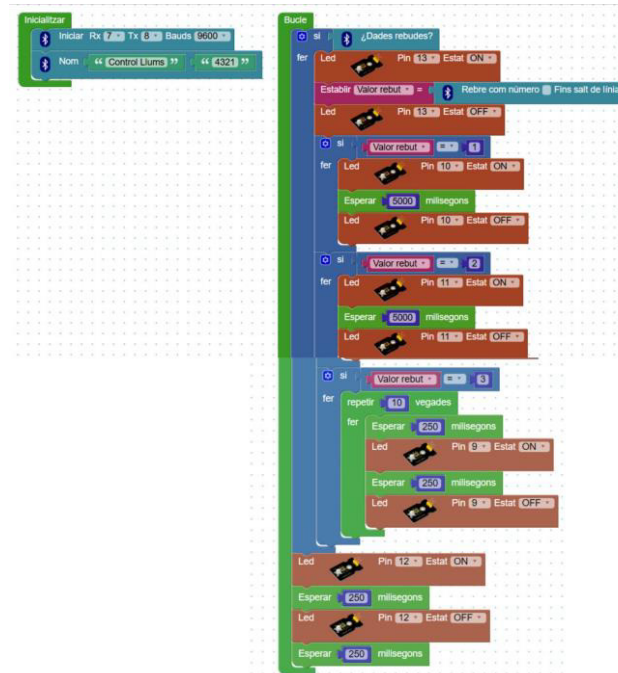 Inicialitzar
Iniciar Rx 7 Tx 8 Bauds 9600
Nom “ Control Llums ” “ 4321 ”
Bucle
si ¿Dades rebudes?
fer Led Pin 13 Estat ON
Establir Valor rebut = Rebre com número Fins salt de línia
Led Pin 13 Estat OFF
si Valor rebut = 1
fer Led Pin 10 Estat ON
Esperar 5000 milisegons
Led Pin 10 Estat OFF
si Valor rebut = 2
fer Led Pin 11 Estat ON
Esperar 5000 milisegons
Led Pin 11 Estat OFF
si Valor rebut = 3
fer repetir 10 vegades
fer Esperar 250 milisegons
Led Pin 9 Estat ON
Esperar 250 milisegons
Led Pin 9 Estat OFF
Led Pin 12 Estat ON
Esperar 250 milisegons
Led Pin 12 Estat OFF
Esperar 250 milisegons